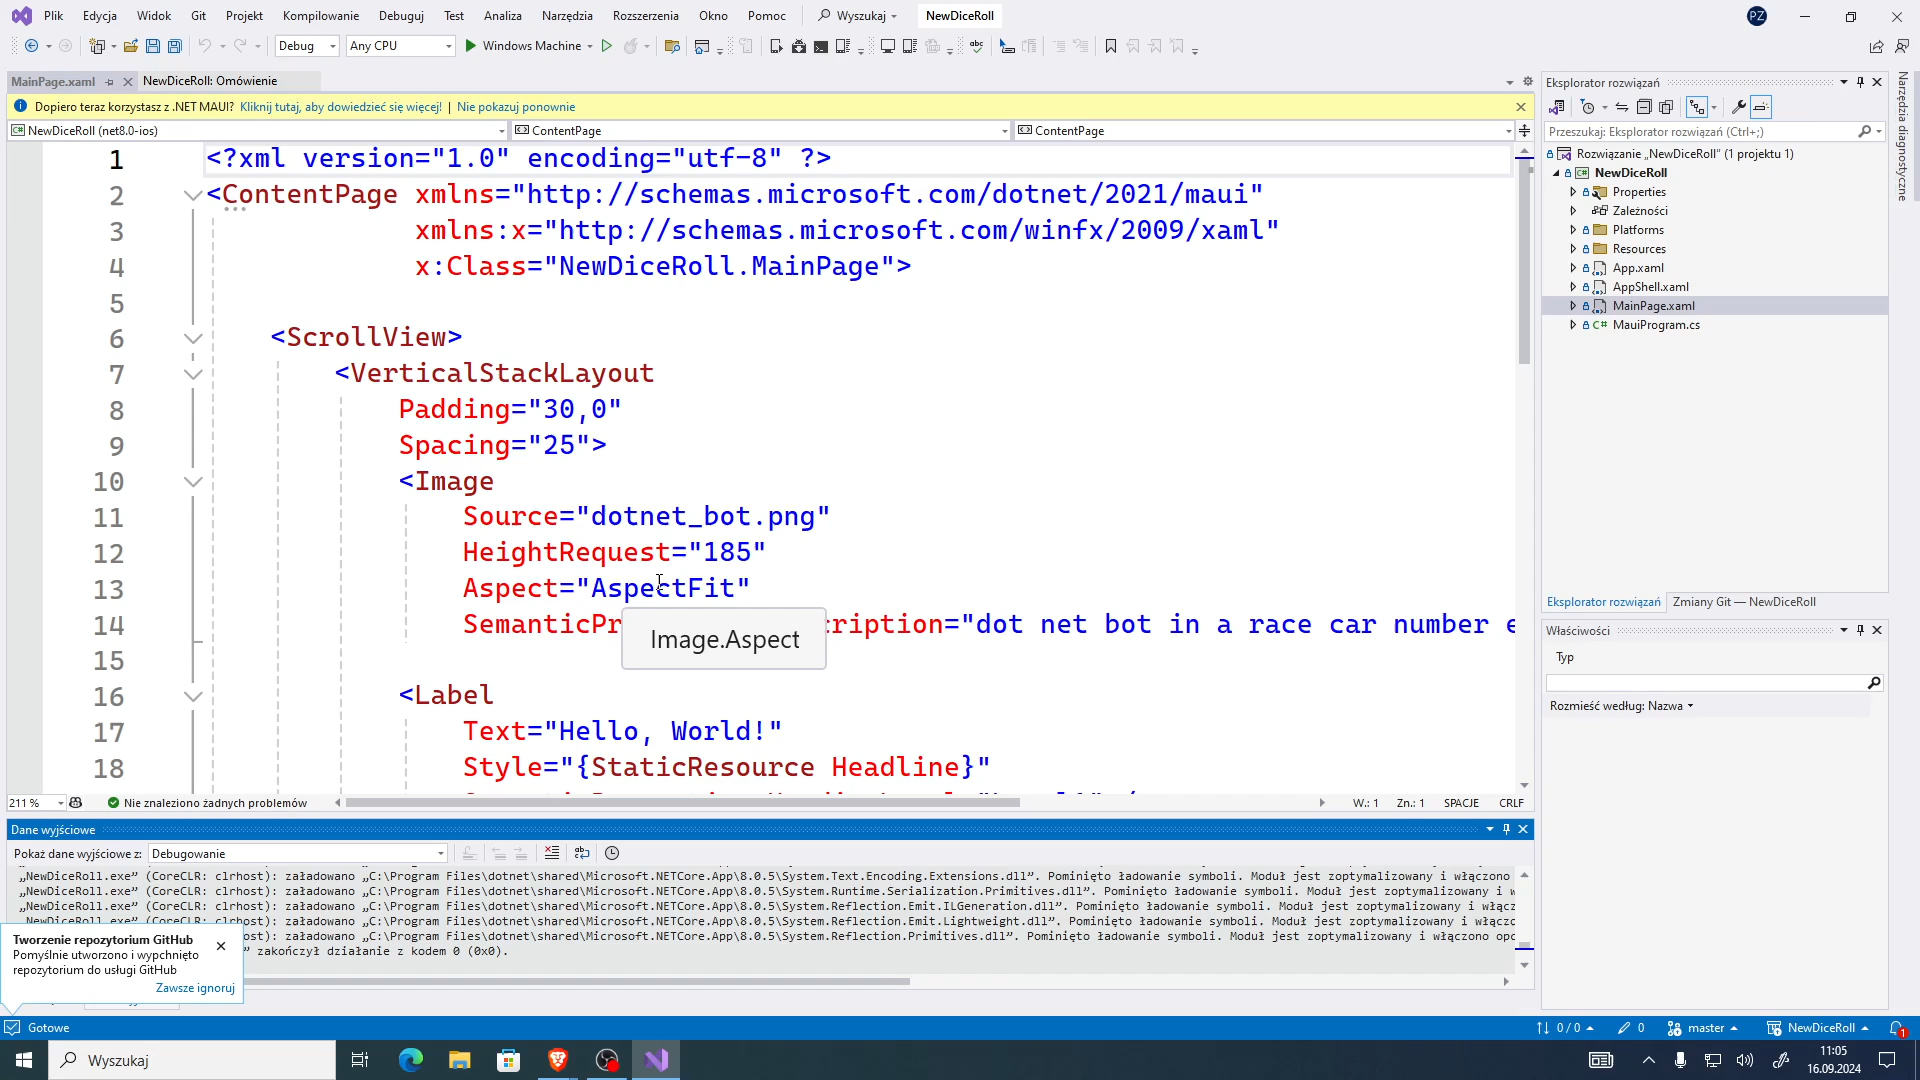 Plik Edycja Widok Git Projekt Kompilowanie Debuguj Test Analiza Narzędzia Rozszerzenia Okno Pomoc Wyszukaj NewDiceRoll PZ
Debug Any CPU Windows Machine
MainPage.xaml NewDiceRoll: Omówienie
Dopiero teraz korzystasz z .NET MAUI? Kliknij tutaj, aby dowiedzieć się więcej! | Nie pokazuj ponownie
NewDiceRoll (net8.0-ios) ContentPage ContentPage
1 <?xml version="1.0" encoding="utf-8" ?>
2 <ContentPage xmlns="http://schemas.microsoft.com/dotnet/2021/maui"
3 xmlns:x="http://schemas.microsoft.com/winfx/2009/xaml"
4 x:Class="NewDiceRoll.MainPage">
5
6 <ScrollView>
7 <VerticalStackLayout
8 Padding="30,0"
9 Spacing="25">
10 <Image
11 Source="dotnet_bot.png"
12 HeightRequest="185"
13 Aspect="AspectFit"
14 SemanticPr ription="dot net bot in a race car number e
Image.Aspect
15
16 <Label
17 Text="Hello, World!"
18 Style="{StaticResource Headline}"
211 % Nie znaleziono żadnych problemów W.: 1 Zn.: 1 SPACJE CRLF
Dane wyjściowe
Pokaż dane wyjściowe z: Debugowanie
„NewDiceRoll.exe” (CoreCLR: clrhost): załadowano „C:\Program Files\dotnet\shared\Microsoft.NETCore.App\8.0.5\System.Text.Encoding.Extensions.dll”. Pominięto ładowanie symboli. Moduł jest zoptymalizowany i włączono
„NewDiceRoll.exe” (CoreCLR: clrhost): załadowano „C:\Program Files\dotnet\shared\Microsoft.NETCore.App\8.0.5\System.Runtime.Serialization.Primitives.dll”. Pominięto ładowanie symboli. Moduł jest zoptymalizowany i w
„NewDiceRoll.exe” (CoreCLR: clrhost): załadowano „C:\Program Files\dotnet\shared\Microsoft.NETCore.App\8.0.5\System.Reflection.Emit.ILGeneration.dll”. Pominięto ładowanie symboli. Moduł jest zoptymalizowany i włącz
„NewDiceRoll.exe” (CoreCLR: clrhost): załadowano „C:\Program Files\dotnet\shared\Microsoft.NETCore.App\8.0.5\System.Reflection.Emit.Lightweight.dll”. Pominięto ładowanie symboli. Moduł jest zoptymalizowany i włączo
ost): załadowano „C:\Program Files\dotnet\shared\Microsoft.NETCore.App\8.0.5\System.Reflection.Primitives.dll”. Pominięto ładowanie symboli. Moduł jest zoptymalizowany i włączono opc
” zakończył działanie z kodem 0 (0x0).
Tworzenie repozytorium GitHub
Pomyślnie utworzono i wypchnięto
repozytorium do usługi GitHub
Zawsze ignoruj
Eksplorator rozwiązań
Przeszukaj: Eksplorator rozwiązań (Ctrl+;)
Rozwiązanie „NewDiceRoll” (1 projektu 1)
NewDiceRoll
Properties
Zależności
Platforms
Resources
App.xaml
AppShell.xaml
MainPage.xaml
MauiProgram.cs
Eksplorator rozwiązań Zmiany Git — NewDiceRoll
Właściwości
Typ
Rozmieść według: Nazwa
Narzędzia diagnostyczne
Gotowe 0 / 0 0 master NewDiceRoll 1
Wyszukaj 11:05
16.09.2024